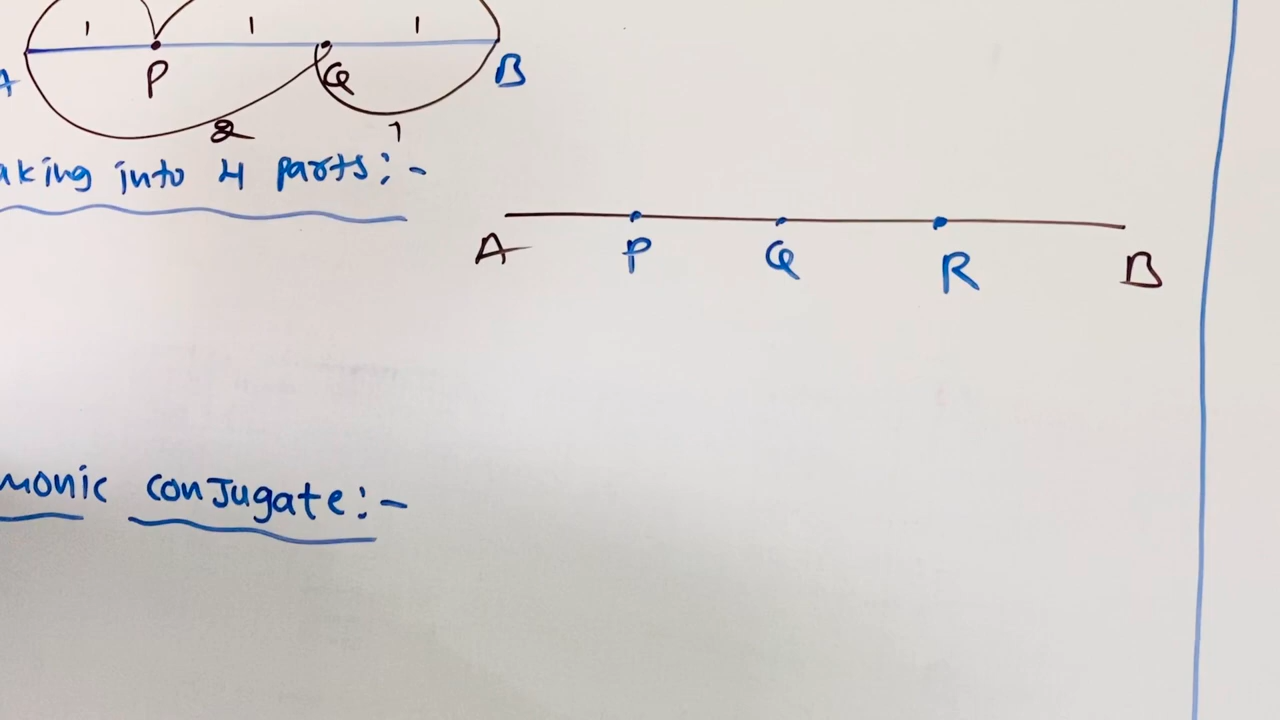 1 1 1
A P Q B
2 1
aking into 4 parts:-
A P Q R B
monic conjugate:-